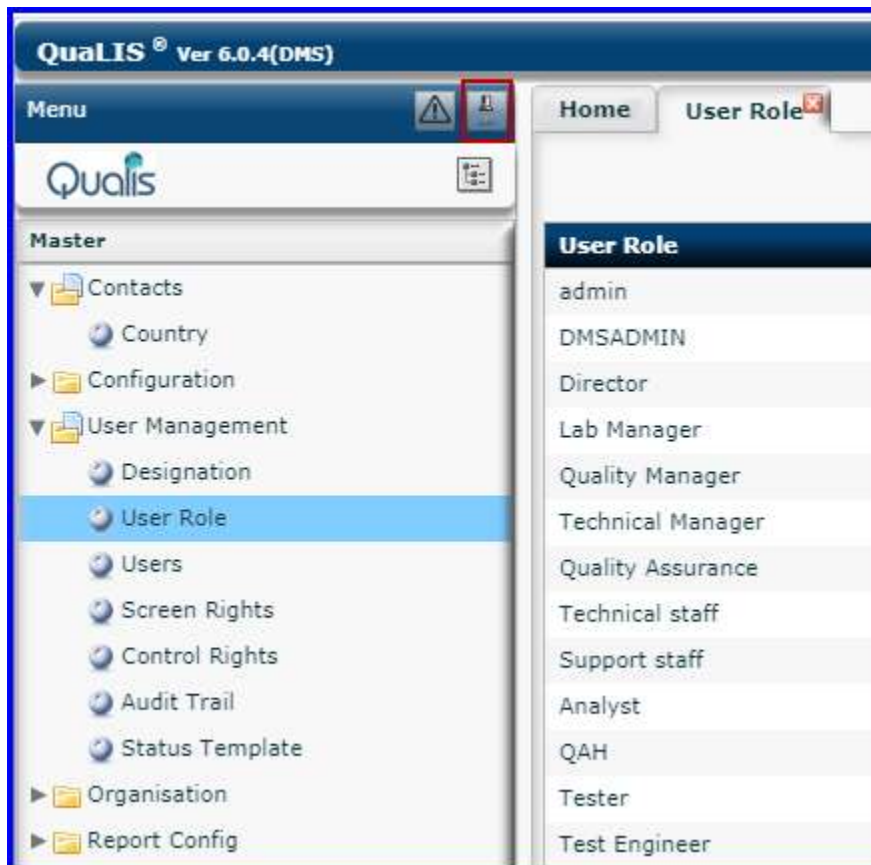 QuaLIS ® Ver 6.0.4(DMS)
Menu
Qualis
Master
Contacts
Country
Configuration
User Management
Designation
User Role
Users
Screen Rights
Control Rights
Audit Trail
Status Template
Organisation
Report Config
Home
User Role
User Role
admin
DMSADMIN
Director
Lab Manager
Quality Manager
Technical Manager
Quality Assurance
Technical staff
Support staff
Analyst
QAH
Tester
Test Engineer